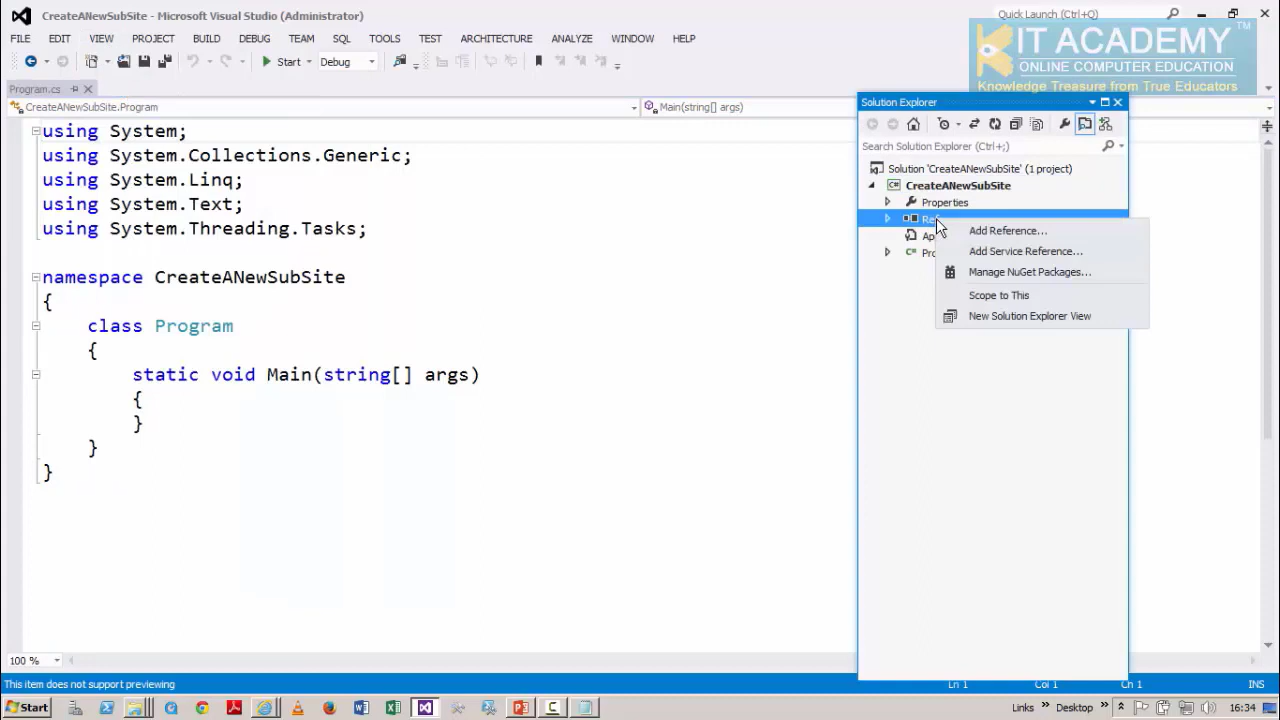 CreateANewSubSite - Microsoft Visual Studio (Administrator)
Quick Launch (Ctrl+Q)
FILE EDIT VIEW PROJECT BUILD DEBUG TEAM SQL TOOLS TEST ARCHITECTURE ANALYZE WINDOW HELP
KIT ACADEMY TM
ONLINE COMPUTER EDUCATION
Knowledge Treasure from True Educators
Start Debug
Program.cs
CreateANewSubSite.Program
Main(string[] args)
using System;
using System.Collections.Generic;
using System.Linq;
using System.Text;
using System.Threading.Tasks;
namespace CreateANewSubSite
{
class Program
{
static void Main(string[] args)
{
}
}
}
Solution Explorer
Search Solution Explorer (Ctrl+;)
Solution 'CreateANewSubSite' (1 project)
C# CreateANewSubSite
Properties
Ref
Ap
C# Pro
Add Reference...
Add Service Reference...
Manage NuGet Packages...
Scope to This
New Solution Explorer View
100 %
This item does not support previewing
Ln 1 Col 1 Ch 1 INS
Start
Links » Desktop » 16:34